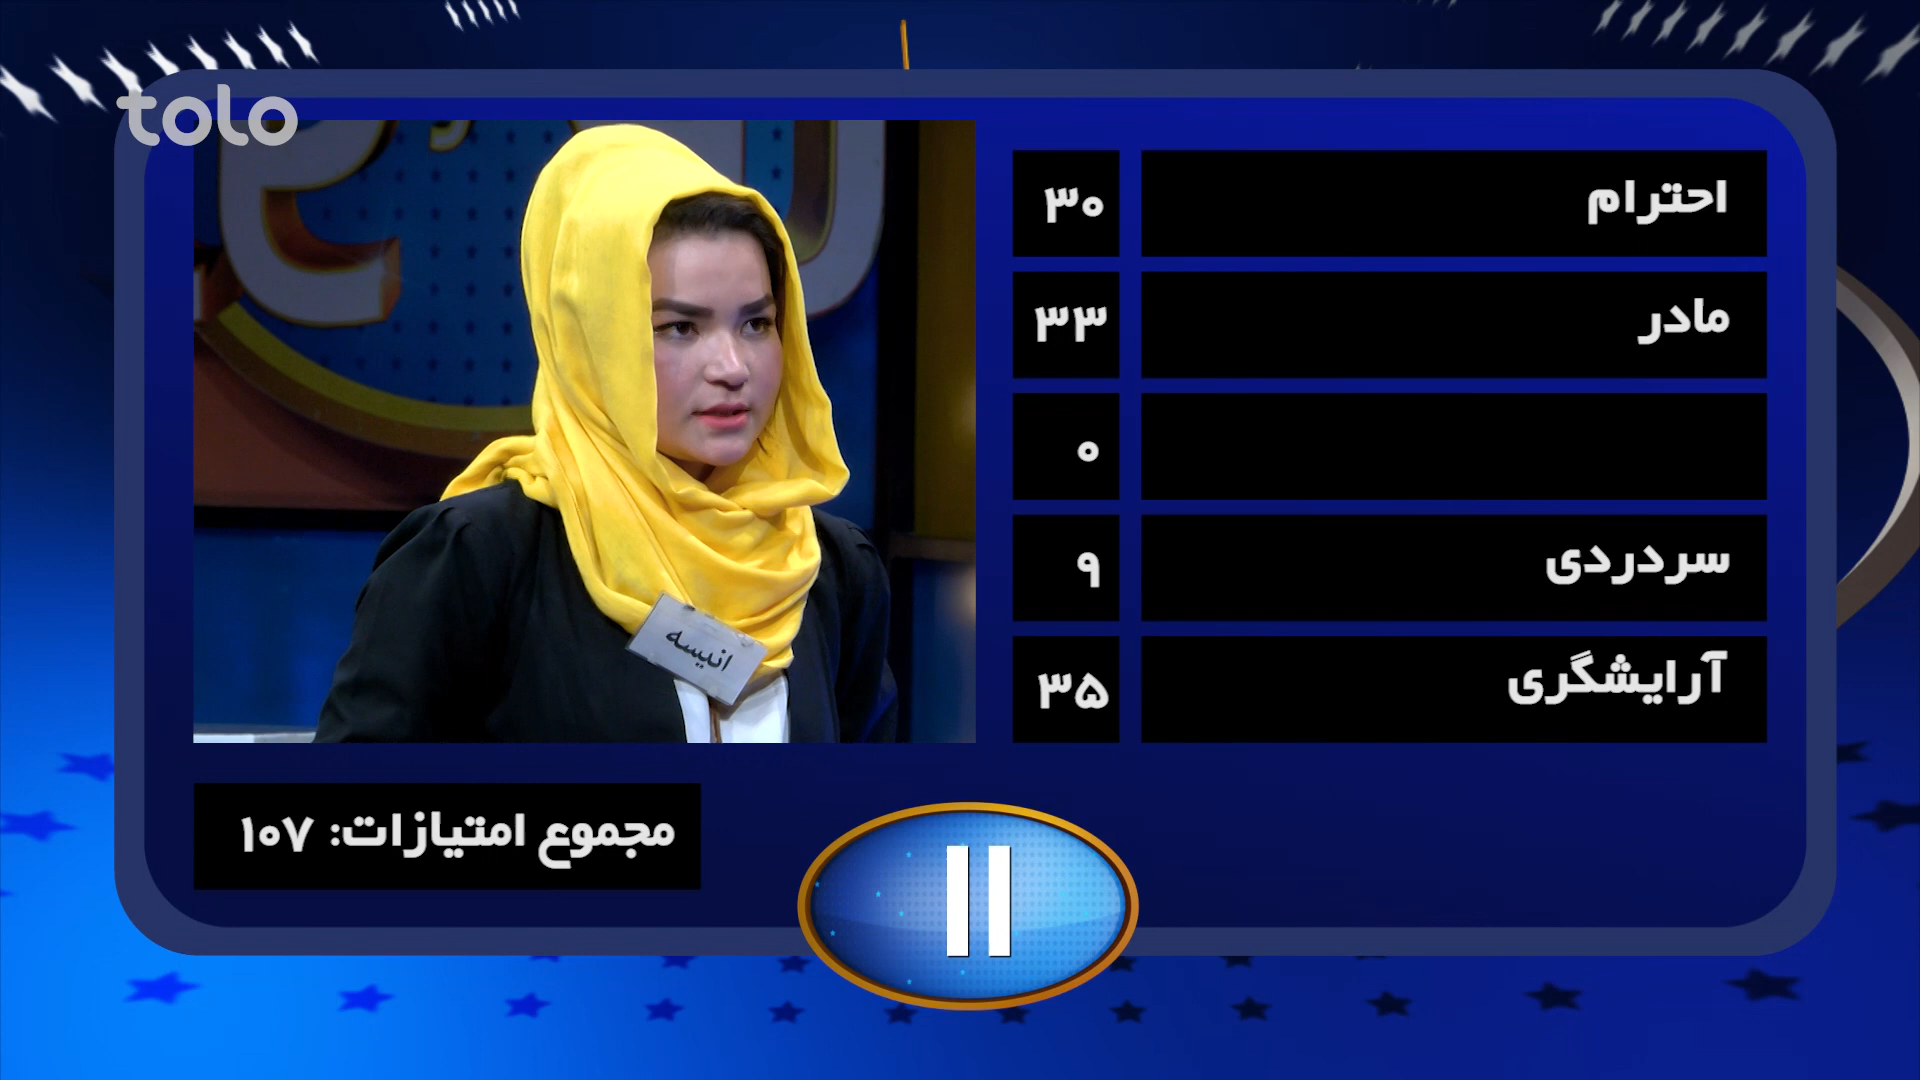 tolo
احترام ۳۰
مادر ۳۳
۰
سردردی ۹
آرایشگری ۳۵
انیسه
مجموع امتیازات: ۱۰۷